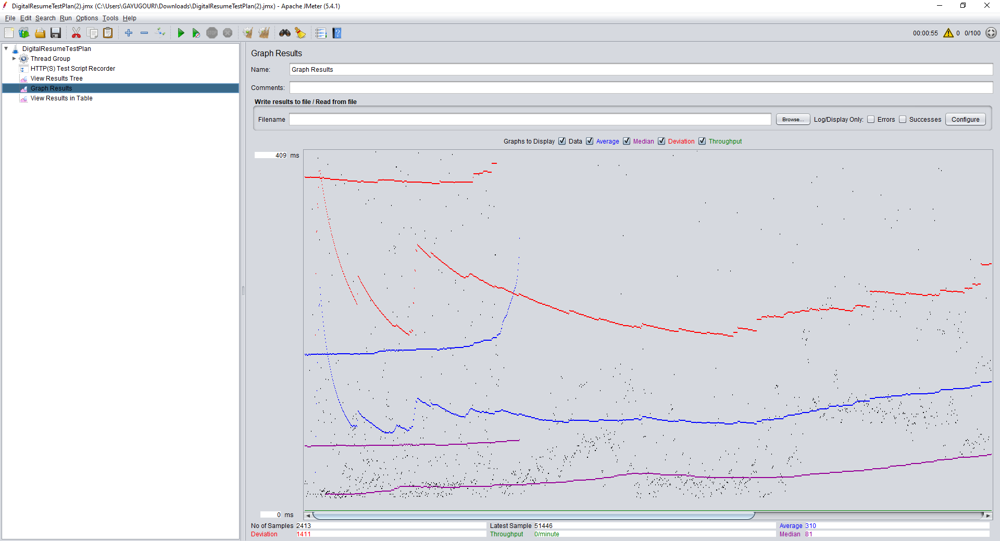 DigitalResumeTestPlan(2).jmx (C:\Users\GAYUGOURI\Downloads\DigitalResumeTestPlan(2).jmx) - Apache JMeter (5.4.1)
File Edit Search Run Options Tools Help
STOP
00:00:55 0 0/100
DigitalResumeTestPlan
Thread Group
HTTP(S) Test Script Recorder
View Results Tree
Graph Results
View Results in Table
Graph Results
Name: Graph Results
Comments:
Write results to file / Read from file
Filename Browse... Log/Display Only: Errors Successes Configure
Graphs to Display Data Average Median Deviation Throughput
409 ms
0 ms
No of Samples 2413 Latest Sample 51446 Average 310
Deviation 1411 Throughput 0/minute Median 81